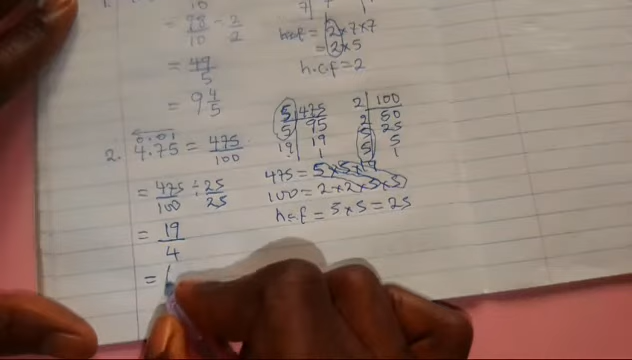 = 98/10 ÷ 2/2
= 49/5
= 9 4/5
h.c.f = 2×7×7
= 2×5
h.c.f = 2
2. 4.75 = 475/100
= 475/100 ÷ 25/25
= 19/4
=
5 | 475
5 | 95
19 | 19
1
2 | 100
2 | 50
5 | 25
5 | 5
1
475 = 5×5×19
100 = 2×2×5×5
h.c.f = 5×5 = 25